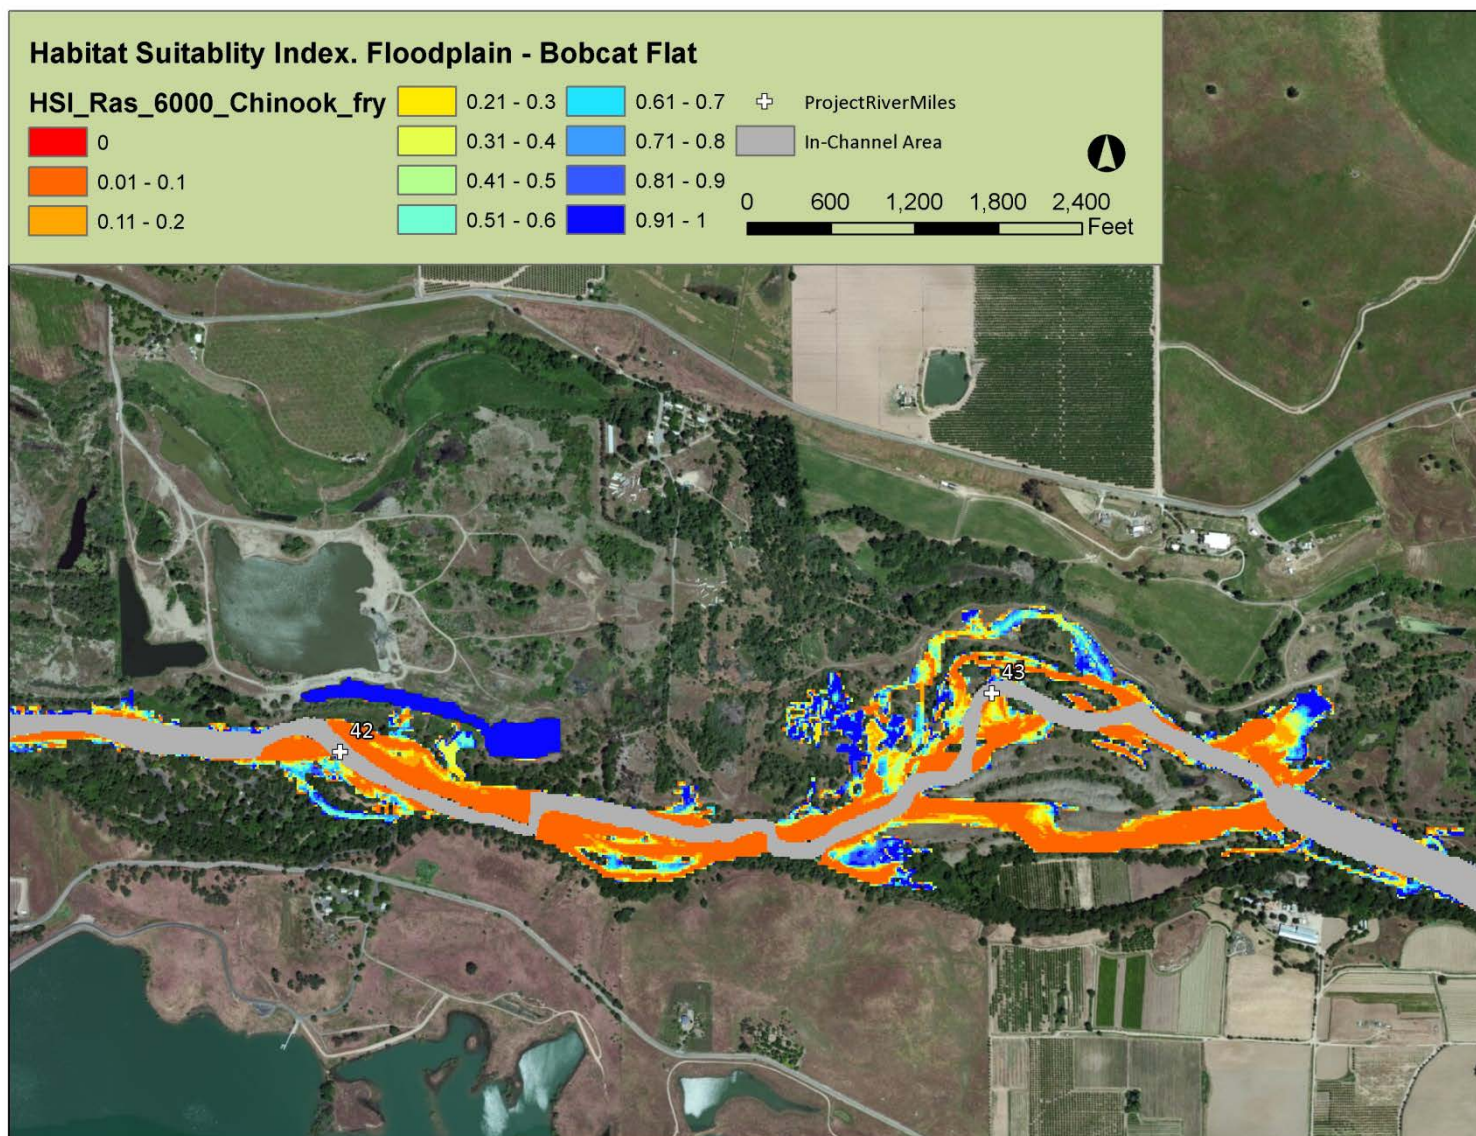 Habitat Suitablity Index. Floodplain - Bobcat Flat
HSI_Ras_6000_Chinook_fry
0
0.01 - 0.1
0.11 - 0.2
0.21 - 0.3
0.31 - 0.4
0.41 - 0.5
0.51 - 0.6
0.61 - 0.7
0.71 - 0.8
0.81 - 0.9
0.91 - 1
ProjectRiverMiles
In-Channel Area
0 600 1,200 1,800 2,400
Feet
43
42